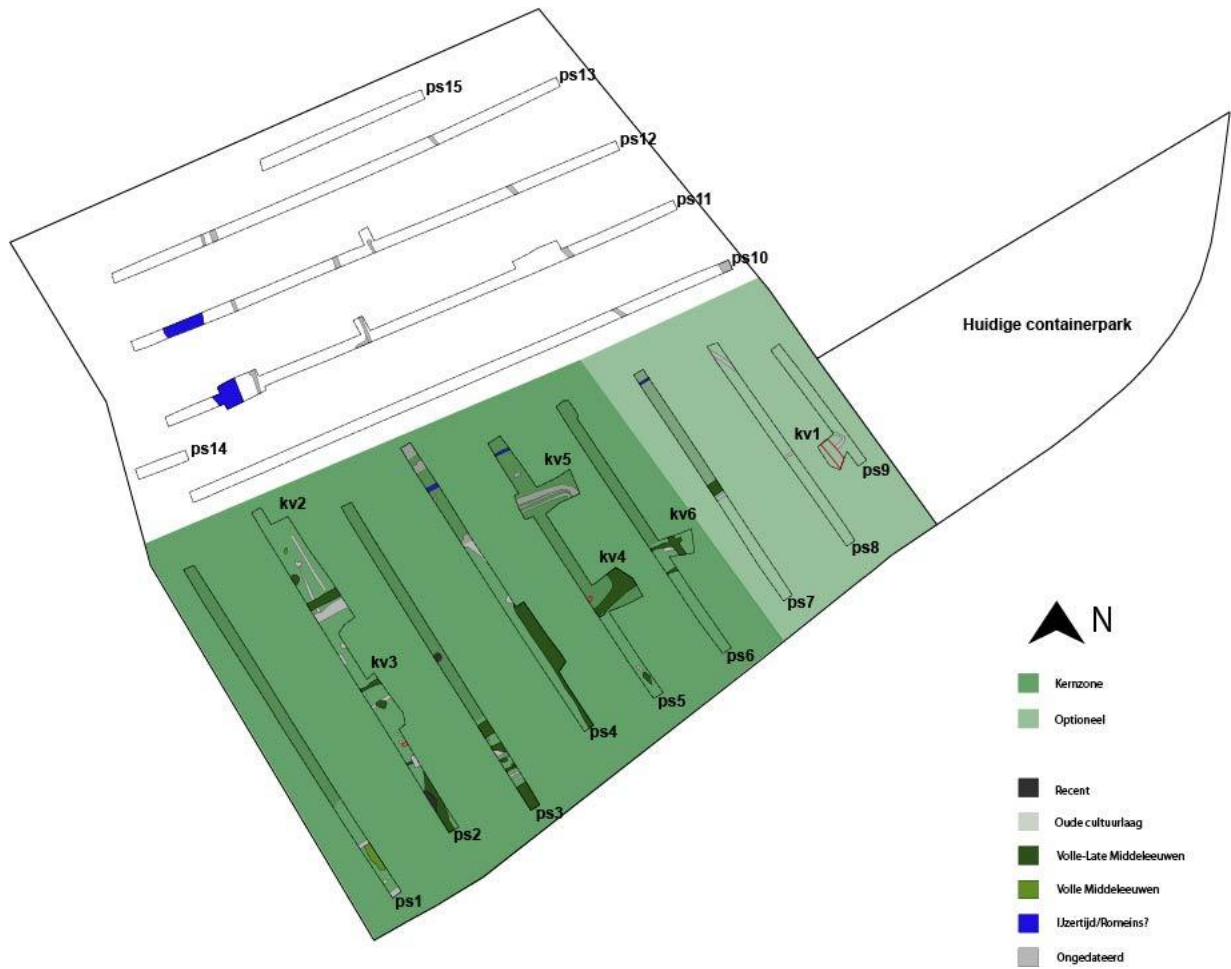 ps15
ps13
ps12
ps11
ps10
Huidige containerpark
ps14
kv1
kv5
kv2
ps9
kv6
ps8
kv4
ps7
kv3
ps6
ps5
ps4
ps3
ps2
ps1
N
Kernzone
Optioneel
Recent
Oude cultuurlaag
Volle-Late Middeleeuwen
Volle Middeleeuwen
IJzertijd/Romeins?
Ongedateerd